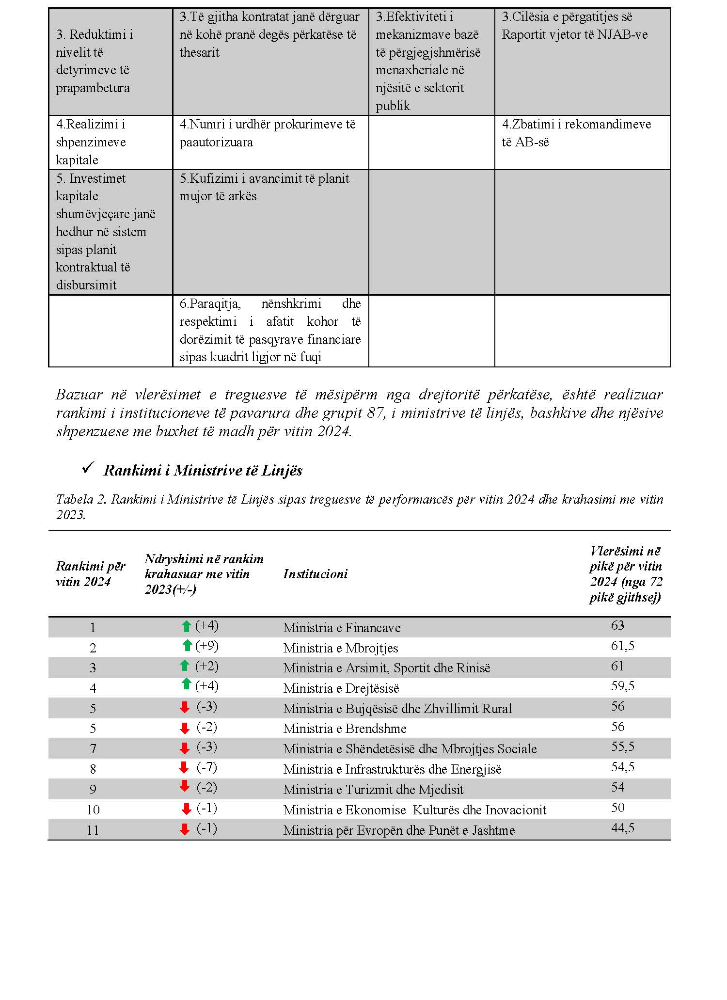 3. Reduktimi i
nivelit të
detyrimeve të
prapambetura
3.Të gjitha kontratat janë dërguar
në kohë pranë degës përkatëse të
thesarit
3.Efektiviteti i
mekanizmave bazë
të përgjegjshmërisë
menaxheriale në
njësitë e sektorit
publik
3.Cilësia e përgatitjes së
Raportit vjetor të NJAB-ve
4.Realizimi i
shpenzimeve
kapitale
4.Numri i urdhër prokurimeve të
paautorizuara
4.Zbatimi i rekomandimeve
të AB-së
5. Investimet
kapitale
shumëvjeçare janë
hedhur në sistem
sipas planit
kontraktual të
disbursimit
5.Kufizimi i avancimit të planit
mujor të arkës
6.Paraqitja, nënshkrimi dhe
respektimi i afatit kohor të
dorëzimit të pasqyrave financiare
sipas kuadrit ligjor në fuqi
Bazuar në vlerësimet e treguesve të mësipërm nga drejtoritë përkatëse, është realizuar
rankimi i institucioneve të pavarura dhe grupit 87, i ministrive të linjës, bashkive dhe njësive
shpenzuese me buxhet të madh për vitin 2024.
✓ Rankimi i Ministrive të Linjës
Tabela 2. Rankimi i Ministrive të Linjës sipas treguesve të performancës për vitin 2024 dhe krahasimi me vitin
2023.
Rankimi për
vitin 2024
Ndryshimi në rankim
krahasuar me vitin
2023(+/-)
Institucioni
Vlerësimi në
pikë për vitin
2024 (nga 72
pikë gjithsej)
1 (+4) Ministria e Financave 63
2 (+9) Ministria e Mbrojtjes 61,5
3 (+2) Ministria e Arsimit, Sportit dhe Rinisë 61
4 (+4) Ministria e Drejtësisë 59,5
5 (-3) Ministria e Bujqësisë dhe Zhvillimit Rural 56
5 (-2) Ministria e Brendshme 56
7 (-3) Ministria e Shëndetësisë dhe Mbrojtjes Sociale 55,5
8 (-7) Ministria e Infrastrukturës dhe Energjisë 54,5
9 (-2) Ministria e Turizmit dhe Mjedisit 54
10 (-1) Ministria e Ekonomise Kulturës dhe Inovacionit 50
11 (-1) Ministria për Evropën dhe Punët e Jashtme 44,5